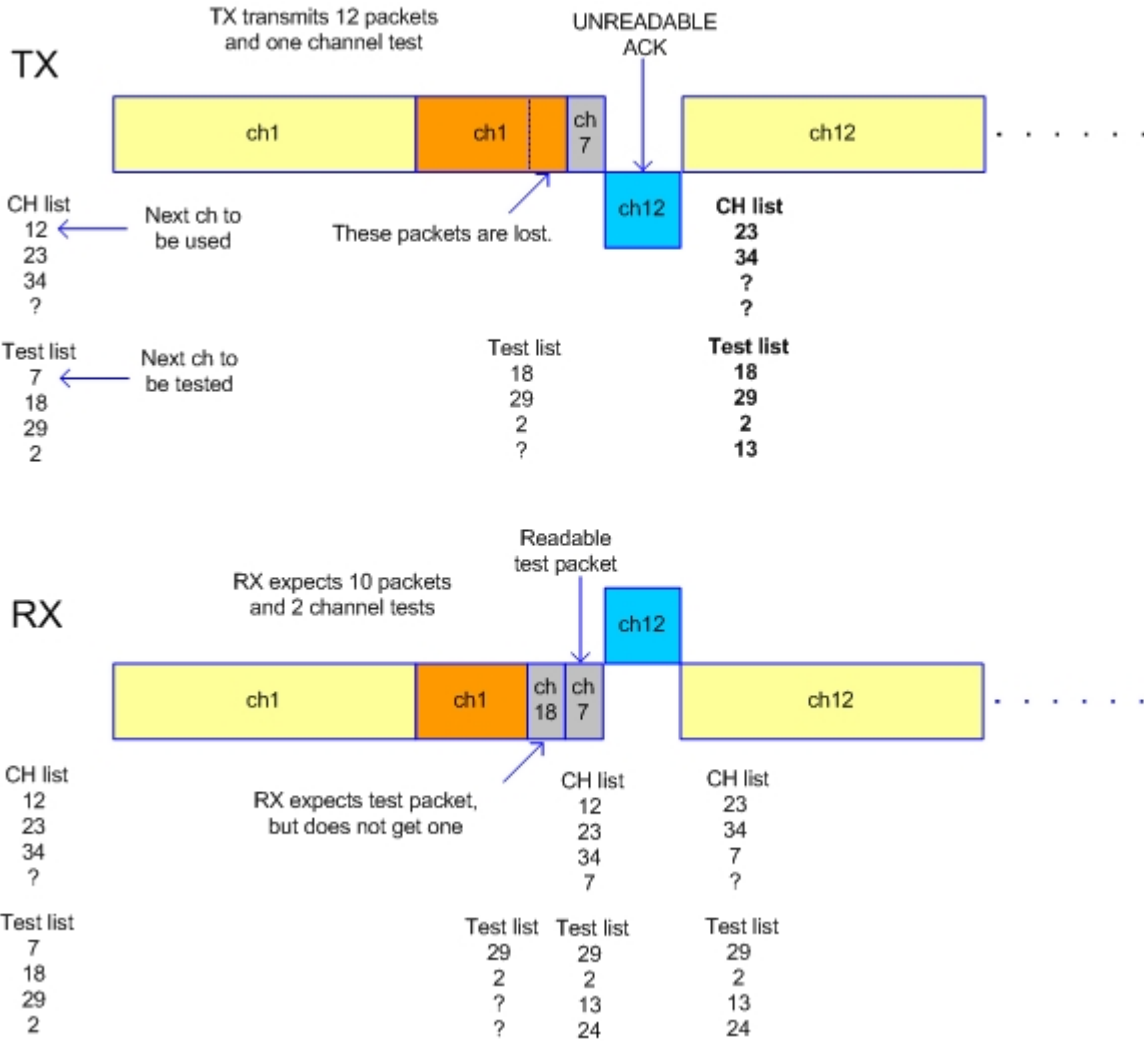 TX transmits 12 packets
and one channel test
UNREADABLE
ACK
TX
ch1
ch1
ch
7
ch12
ch12
CH list
12
23
34
?
Next ch to
be used
These packets are lost.
CH list
23
34
?
?
Test list
7
18
29
2
Next ch to
be tested
Test list
18
29
2
?
Test list
18
29
2
13
Readable
test packet
RX expects 10 packets
and 2 channel tests
RX
ch12
ch1
ch1
ch
18
ch
7
ch12
CH list
12
23
34
?
RX expects test packet,
but does not get one
CH list
12
23
34
7
CH list
23
34
7
?
Test list
7
18
29
2
Test list
29
2
?
?
Test list
29
2
13
24
Test list
29
2
13
24